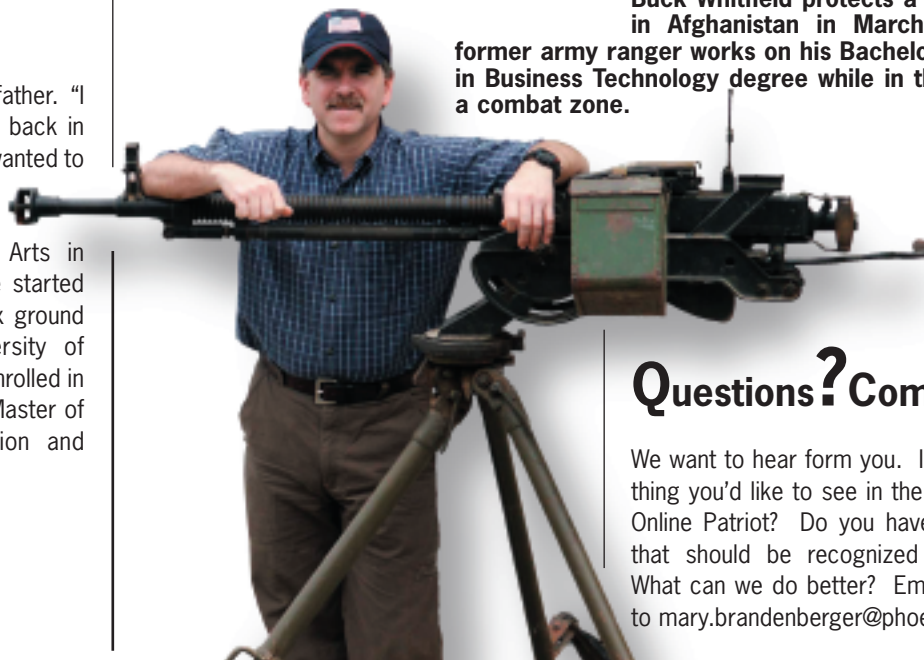 father. “I
back in
wanted to
Arts in
started
ground
ersity of
nrolled in
Master of
ion and
Buck Whitfield protects a
in Afghanistan in March
former army ranger works on his Bachelo
in Business Technology degree while in th
a combat zone.
Questions? Com
We want to hear form you. I
thing you’d like to see in the
Online Patriot? Do you have
that should be recognized
What can we do better? Em
to mary.brandenberger@phoe